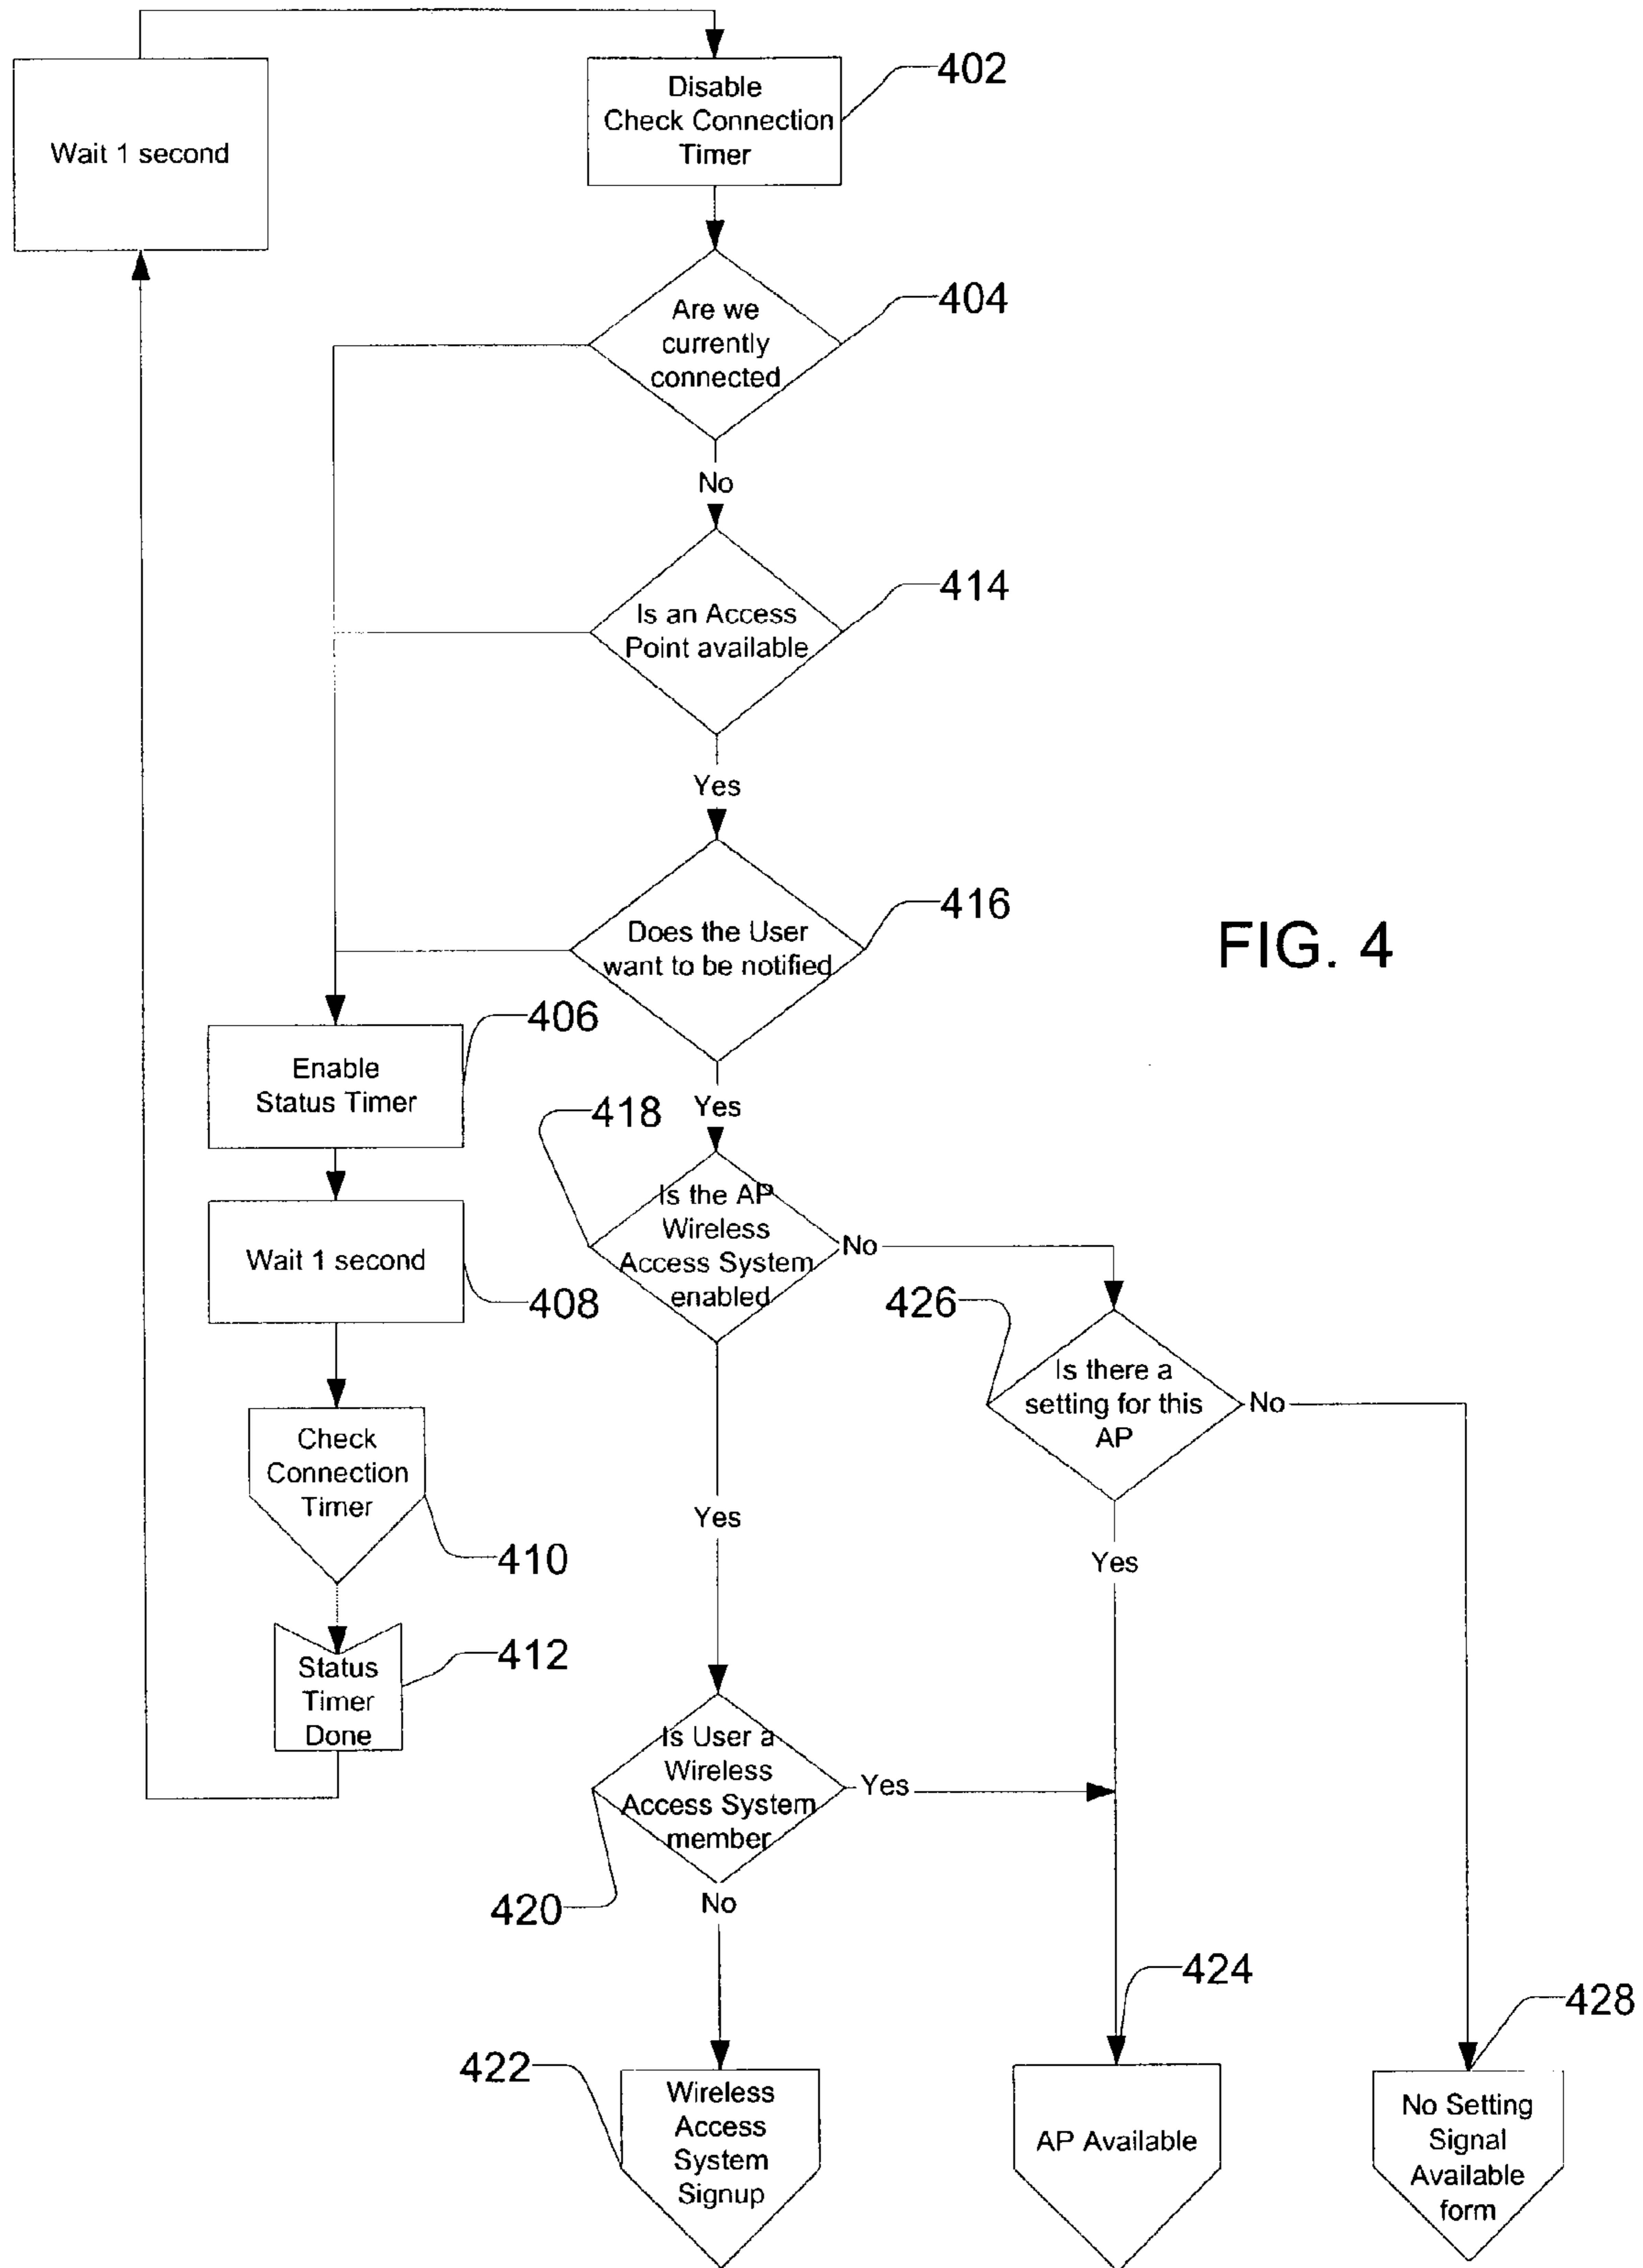 Wait 1 second
Disable
Check Connection
Timer
402
Are we
currently
connected
404
No
Is an Access
Point available
414
Yes
Does the User
want to be notified
416
FIG. 4
Enable
Status Timer
406
Yes
418
Is the AP
Wireless
Access System
enabled
No
Wait 1 second
408
426
Is there a
setting for this
AP
No
Check
Connection
Timer
410
Yes
Yes
Status
Timer
Done
412
Is User a
Wireless
Access System
member
Yes
420
No
424
428
422
Wireless
Access
System
Signup
AP Available
No Setting
Signal
Available
form